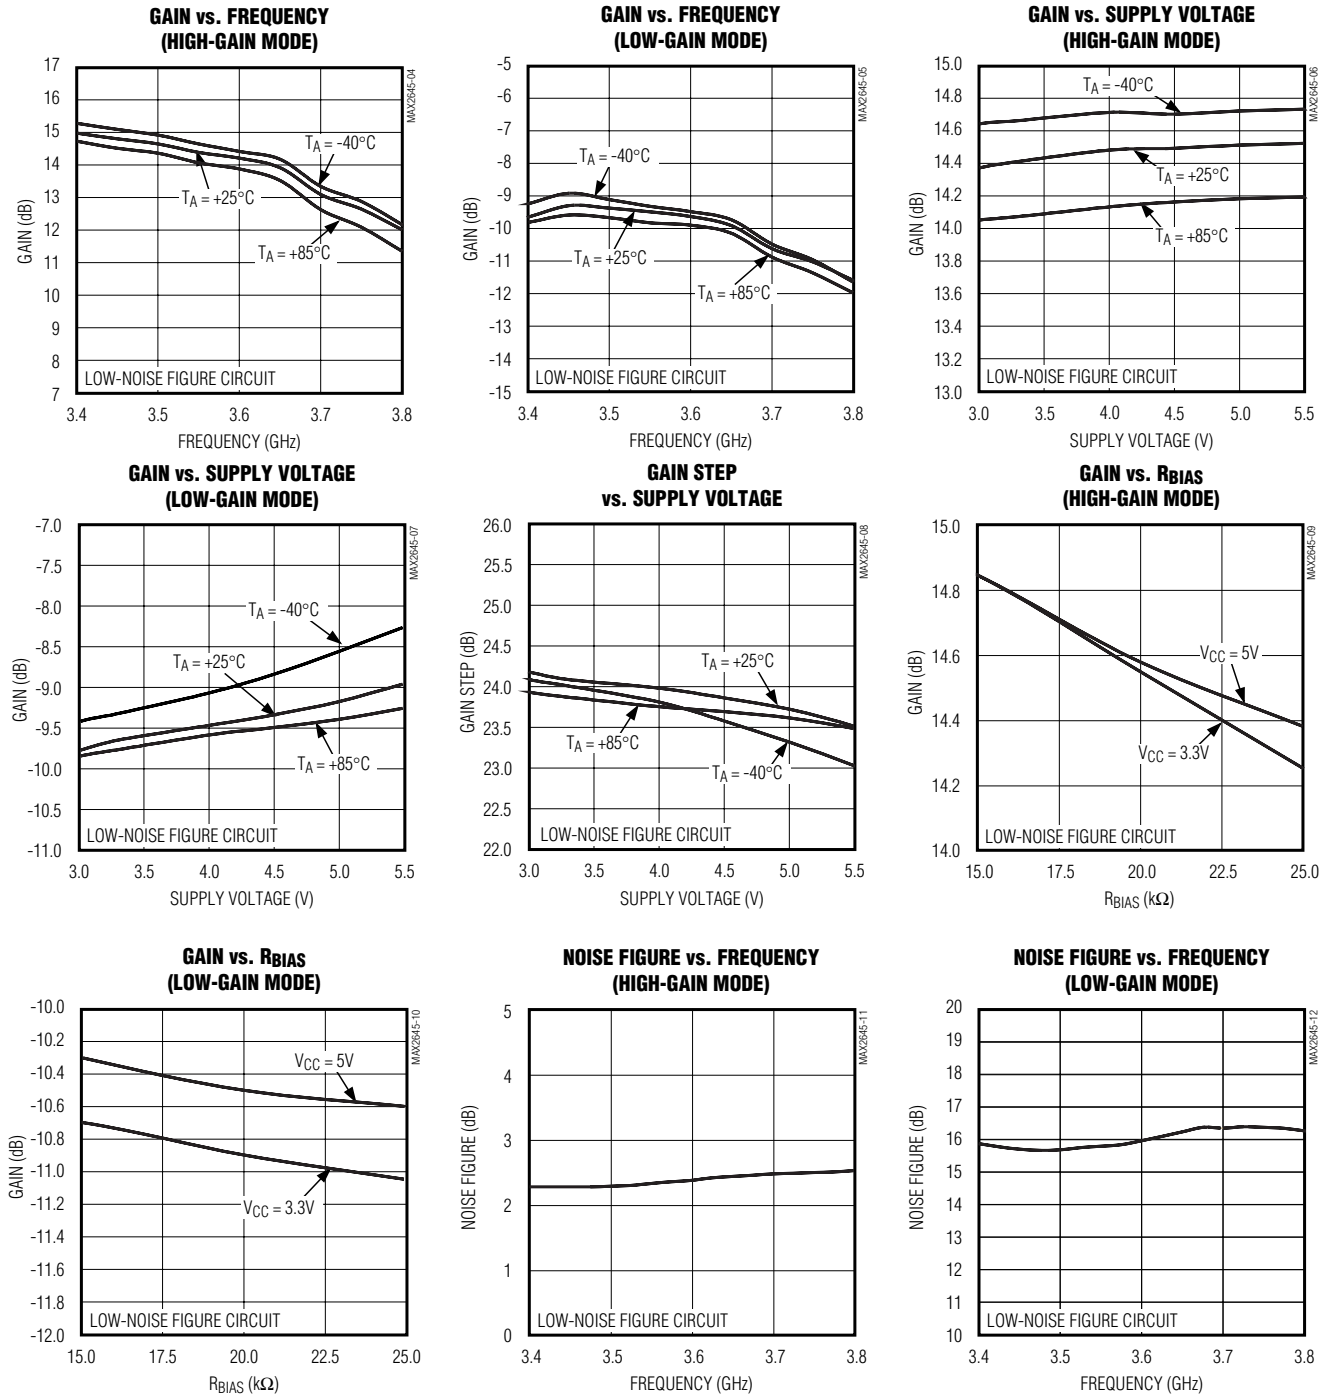 GAIN vs. FREQUENCY
(HIGH-GAIN MODE)
17
16
15
14
13
12
11
10
9
8
7
GAIN (dB)
TA = -40°C
TA = +25°C
TA = +85°C
LOW-NOISE FIGURE CIRCUIT
3.4 3.5 3.6 3.7 3.8
FREQUENCY (GHz)
MAX2645-04
GAIN vs. FREQUENCY
(LOW-GAIN MODE)
-5
-6
-7
-8
-9
-10
-11
-12
-13
-14
-15
GAIN (dB)
TA = -40°C
TA = +25°C
TA = +85°C
LOW-NOISE FIGURE CIRCUIT
3.4 3.5 3.6 3.7 3.8
FREQUENCY (GHz)
MAX2645-05
GAIN vs. SUPPLY VOLTAGE
(HIGH-GAIN MODE)
15.0
14.8
14.6
14.4
14.2
14.0
13.8
13.6
13.4
13.2
13.0
GAIN (dB)
TA = -40°C
TA = +25°C
TA = +85°C
LOW-NOISE FIGURE CIRCUIT
3.0 3.5 4.0 4.5 5.0 5.5
SUPPLY VOLTAGE (V)
MAX2645-06
GAIN vs. SUPPLY VOLTAGE
(LOW-GAIN MODE)
-7.0
-7.5
-8.0
-8.5
-9.0
-9.5
-10.0
-10.5
-11.0
GAIN (dB)
TA = -40°C
TA = +25°C
TA = +85°C
LOW-NOISE FIGURE CIRCUIT
3.0 3.5 4.0 4.5 5.0 5.5
SUPPLY VOLTAGE (V)
MAX2645-07
GAIN STEP
vs. SUPPLY VOLTAGE
26.0
25.5
25.0
24.5
24.0
23.5
23.0
22.5
22.0
GAIN STEP (dB)
TA = +25°C
TA = +85°C
TA = -40°C
LOW-NOISE FIGURE CIRCUIT
3.0 3.5 4.0 4.5 5.0 5.5
SUPPLY VOLTAGE (V)
MAX2645-08
GAIN vs. RBIAS
(HIGH-GAIN MODE)
15.0
14.8
14.6
14.4
14.2
14.0
GAIN (dB)
VCC = 5V
VCC = 3.3V
LOW-NOISE FIGURE CIRCUIT
15.0 17.5 20.0 22.5 25.0
RBIAS (kΩ)
MAX2645-09
GAIN vs. RBIAS
(LOW-GAIN MODE)
-10.0
-10.2
-10.4
-10.6
-10.8
-11.0
-11.2
-11.4
-11.6
-11.8
-12.0
GAIN (dB)
VCC = 5V
VCC = 3.3V
LOW-NOISE FIGURE CIRCUIT
15.0 17.5 20.0 22.5 25.0
RBIAS (kΩ)
MAX2645-10
NOISE FIGURE vs. FREQUENCY
(HIGH-GAIN MODE)
5
4
3
2
1
0
NOISE FIGURE (dB)
LOW-NOISE FIGURE CIRCUIT
3.4 3.5 3.6 3.7 3.8
FREQUENCY (GHz)
MAX2645-11
NOISE FIGURE vs. FREQUENCY
(LOW-GAIN MODE)
20
19
18
17
16
15
14
13
12
11
10
NOISE FIGURE (dB)
LOW-NOISE FIGURE CIRCUIT
3.4 3.5 3.6 3.7 3.8
FREQUENCY (GHz)
MAX2645-12